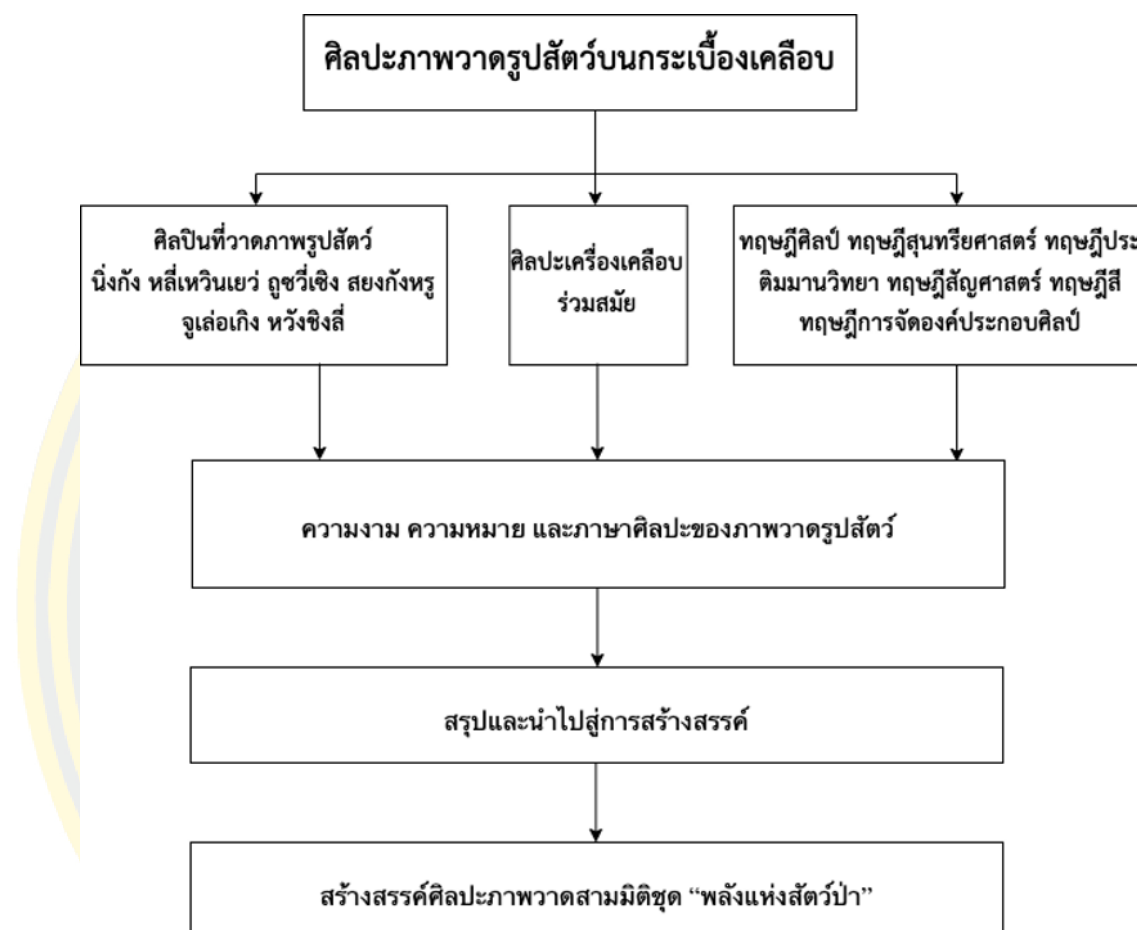 ศิลปะภาพวาดรูปสัตว์บนกระเบื้องเคลือบ
ศิลปินที่วาดภาพรูปสัตว์
นิ่งกัง หลี่เหวินเยว่ ถูซวี่เซิง สยงกังหรู
จูเล่อเกิง หวังชิงลี่
ศิลปะเครื่องเคลือบ
ร่วมสมัย
ทฤษฎีศิลป์ ทฤษฎีสุนทรียศาสตร์ ทฤษฎีประ
ติมมานวิทยา ทฤษฎีสัญศาสตร์ ทฤษฎีสี
ทฤษฎีการจัดองค์ประกอบศิลป์
ความงาม ความหมาย และภาษาศิลปะของภาพวาดรูปสัตว์
สรุปและนำไปสู่การสร้างสรรค์
สร้างสรรค์ศิลปะภาพวาดสามมิติชุด “พลังแห่งสัตว์ป่า”